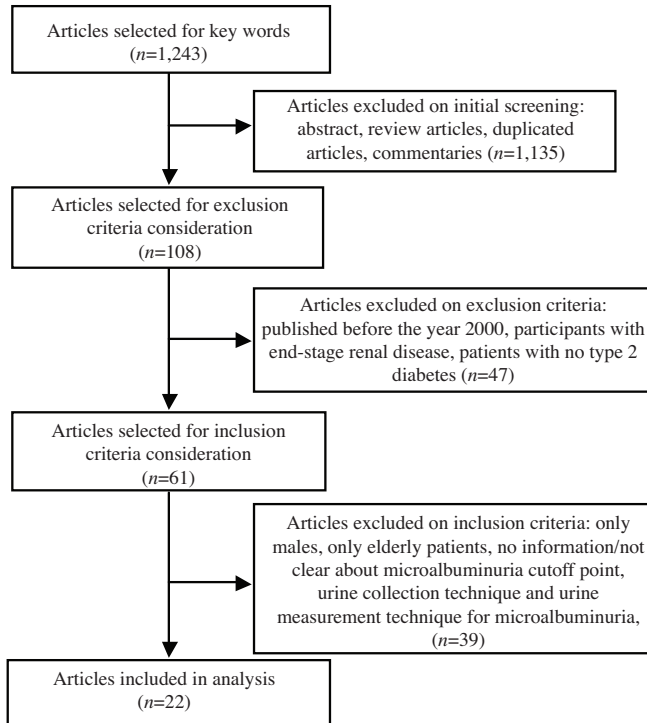 Articles selected for key words
(n=1,243)
Articles excluded on initial screening:
abstract, review articles, duplicated
articles, commentaries (n=1,135)
Articles selected for exclusion
criteria consideration
(n=108)
Articles excluded on exclusion criteria:
published before the year 2000, participants with
end-stage renal disease, patients with no type 2
diabetes (n=47)
Articles selected for inclusion
criteria consideration
(n=61)
Articles excluded on inclusion criteria: only
males, only elderly patients, no information/not
clear about microalbuminuria cutoff point,
urine collection technique and urine
measurement technique for microalbuminuria,
(n=39)
Articles included in analysis
(n=22)